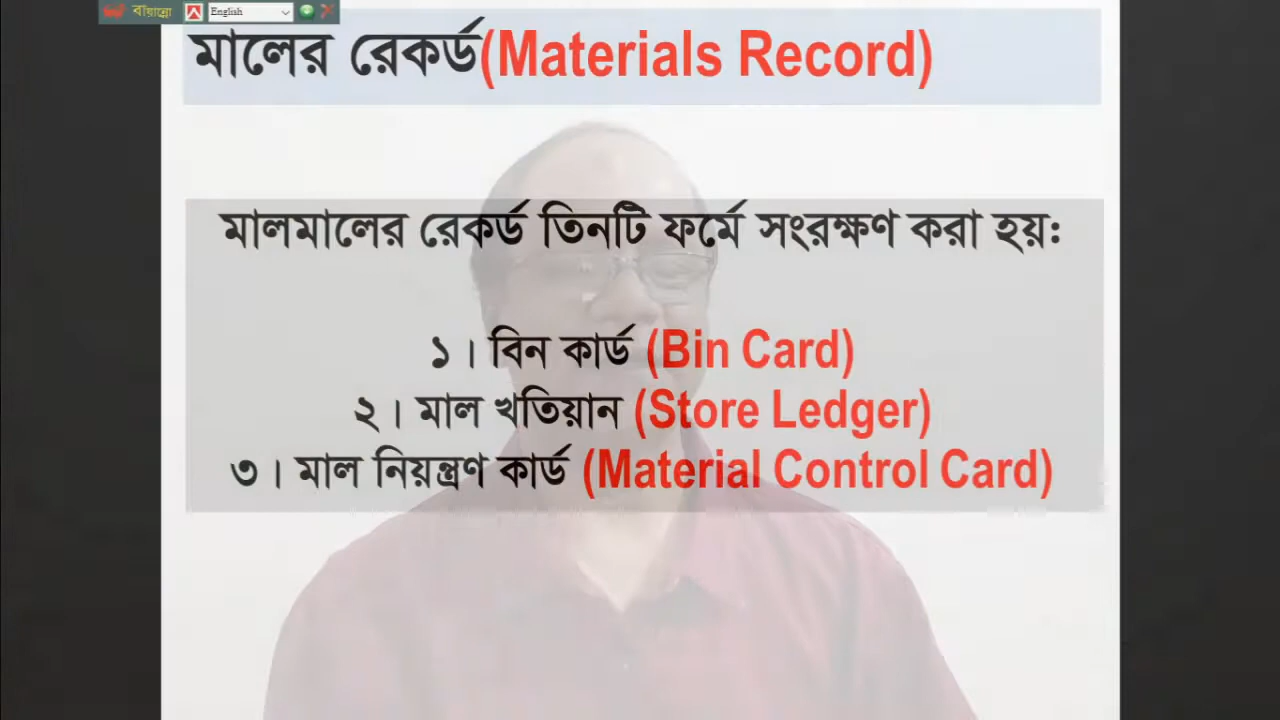 বায়ান্নো English
মালের রেকর্ড(Materials Record)
মালমালের রেকর্ড তিনটি ফর্মে সংরক্ষণ করা হয়ঃ
১। বিন কার্ড (Bin Card)
২। মাল খতিয়ান (Store Ledger)
৩। মাল নিয়ন্ত্রণ কার্ড (Material Control Card)